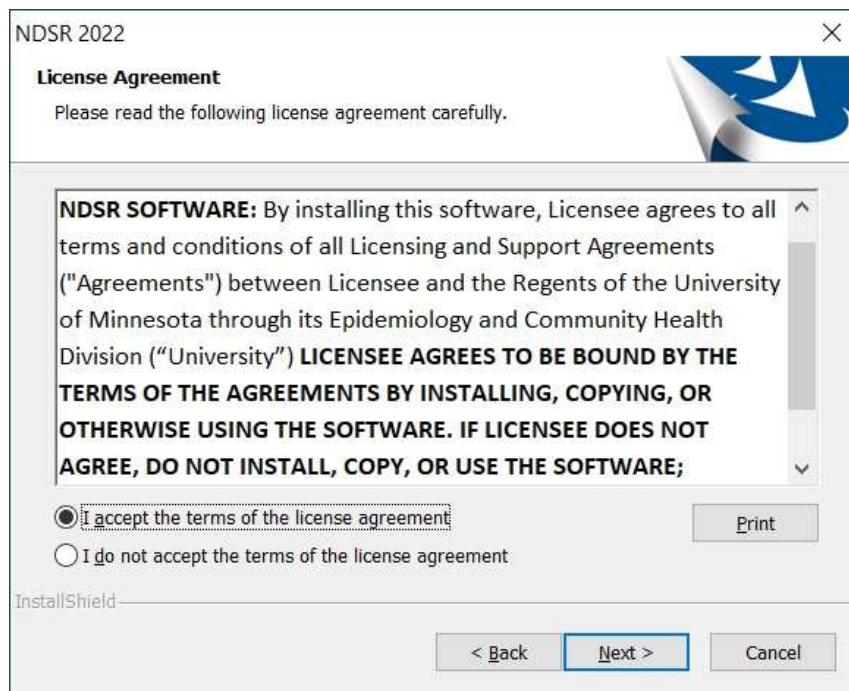 NDSR 2022
License Agreement
Please read the following license agreement carefully.
NDSR SOFTWARE: By installing this software, Licensee agrees to all
terms and conditions of all Licensing and Support Agreements
("Agreements") between Licensee and the Regents of the University
of Minnesota through its Epidemiology and Community Health
Division (“University”) LICENSEE AGREES TO BE BOUND BY THE
TERMS OF THE AGREEMENTS BY INSTALLING, COPYING, OR
OTHERWISE USING THE SOFTWARE. IF LICENSEE DOES NOT
AGREE, DO NOT INSTALL, COPY, OR USE THE SOFTWARE;
I accept the terms of the license agreement
Print
I do not accept the terms of the license agreement
InstallShield
< Back
Next >
Cancel